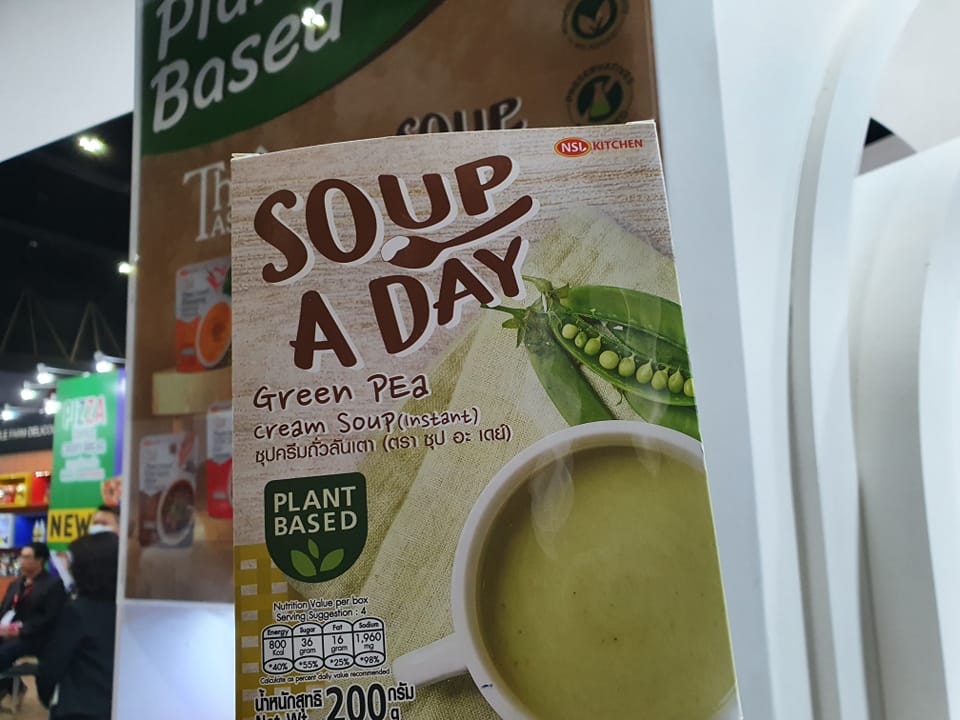 Based
SOUP
NSL KITCHEN
SOUP
A DAY
Green Pea
cream Soup (instant)
ซุปครีมถั่วลันเตา (ตรา ซุป อะ เดย์)
PLANT
BASED
Nutrition Value per box
Serving Suggestion : 4
Energy Sugar Fat Sodium
800 36 16 1,960
Kcal gram gram mg
*40% *55% *25% *98%
Calculate as percent daily value recommended
น้ำหนักสุทธิ 200 กรัม
Net Wt. g
PIZZA
NEW